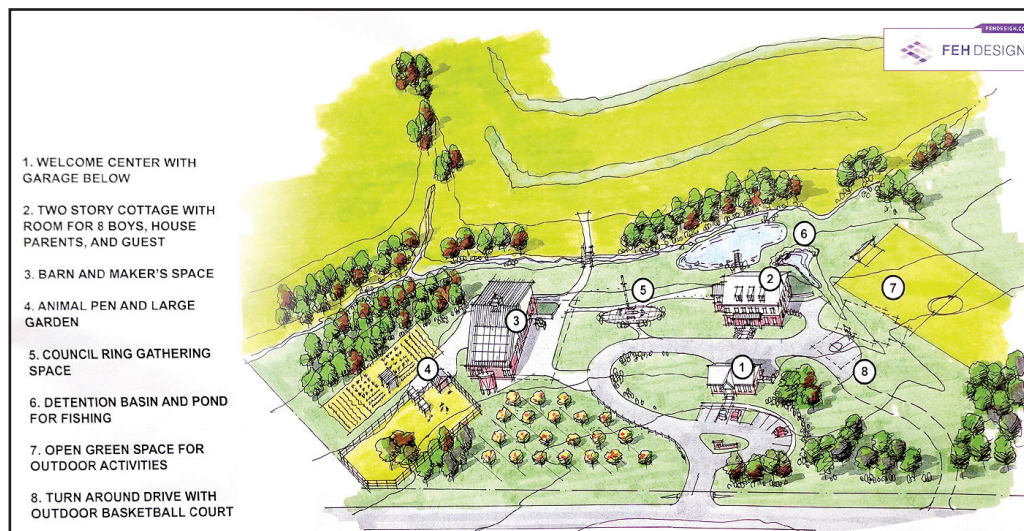 FEHDESIGN.CO
FEH DESIGN
1. WELCOME CENTER WITH
GARAGE BELOW
2. TWO STORY COTTAGE WITH
ROOM FOR 8 BOYS, HOUSE
PARENTS, AND GUEST
3. BARN AND MAKER'S SPACE
4. ANIMAL PEN AND LARGE
GARDEN
5. COUNCIL RING GATHERING
SPACE
6. DETENTION BASIN AND POND
FOR FISHING
7. OPEN GREEN SPACE FOR
OUTDOOR ACTIVITIES
8. TURN AROUND DRIVE WITH
OUTDOOR BASKETBALL COURT
6
2
7
5
3
1
4
8